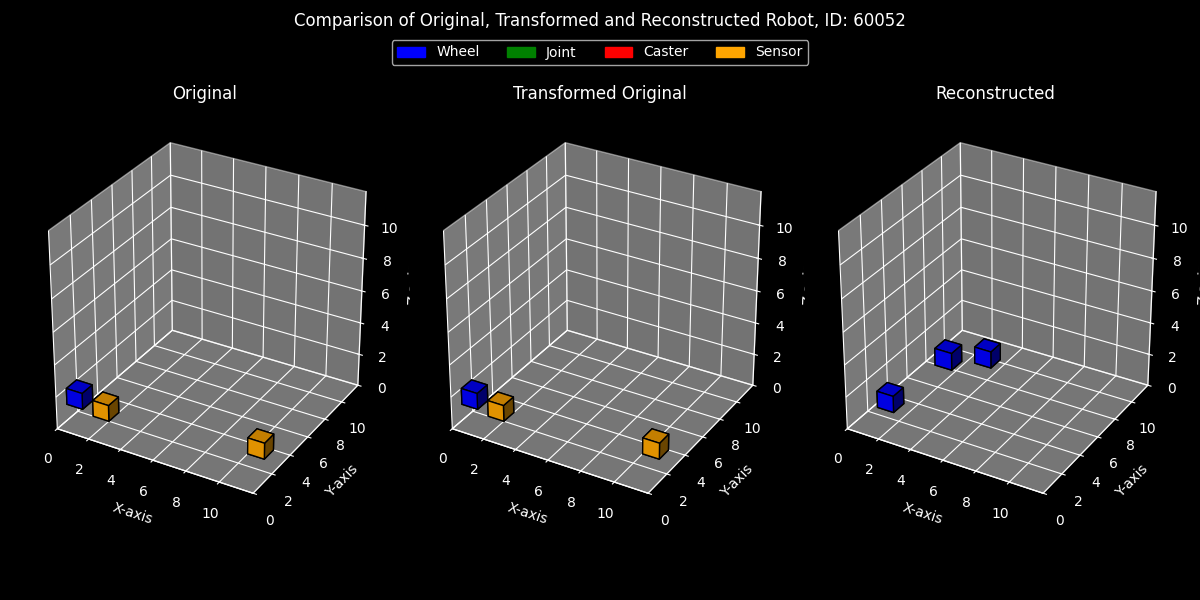 Comparison of Original, Transformed and Reconstructed Robot, ID: 60052
Wheel Joint Caster Sensor
Original Transformed Original Reconstructed
10 10 10
8 8 8
6 6 6
4 4 4
2 2 2
0 0 0
10 10 10
8 8 8
6 6 6
4 4 4
2 2 2
0 0 0
0 2 4 6 8 10 0 2 4 6 8 10 0 2 4 6 8 10
X-axis Y-axis X-axis Y-axis X-axis Y-axis